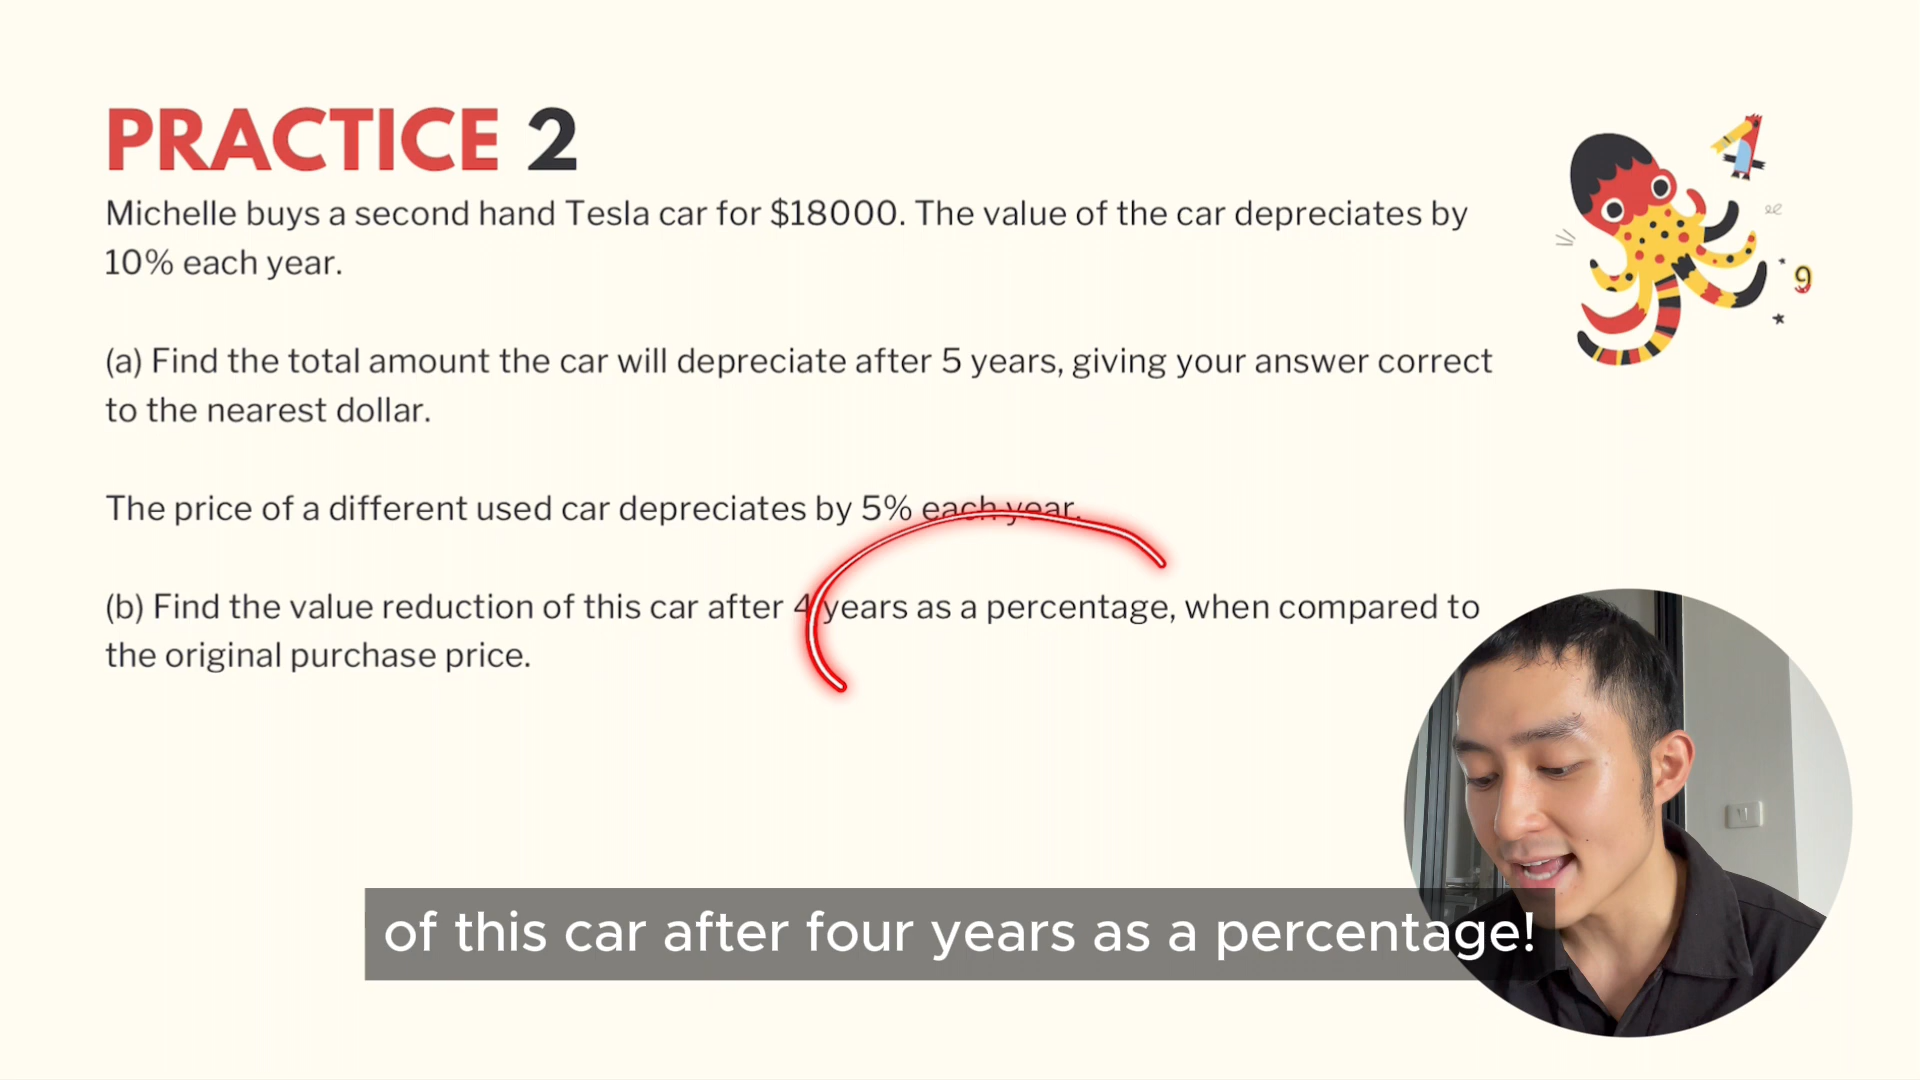 PRACTICE 2
Michelle buys a second hand Tesla car for $18000. The value of the car depreciates by
10% each year.
(a) Find the total amount the car will depreciate after 5 years, giving your answer correct
to the nearest dollar.
The price of a different used car depreciates by 5% each year.
(b) Find the value reduction of this car after 4 years as a percentage, when compared to
the original purchase price.
4
9
of this car after four years as a percentage!